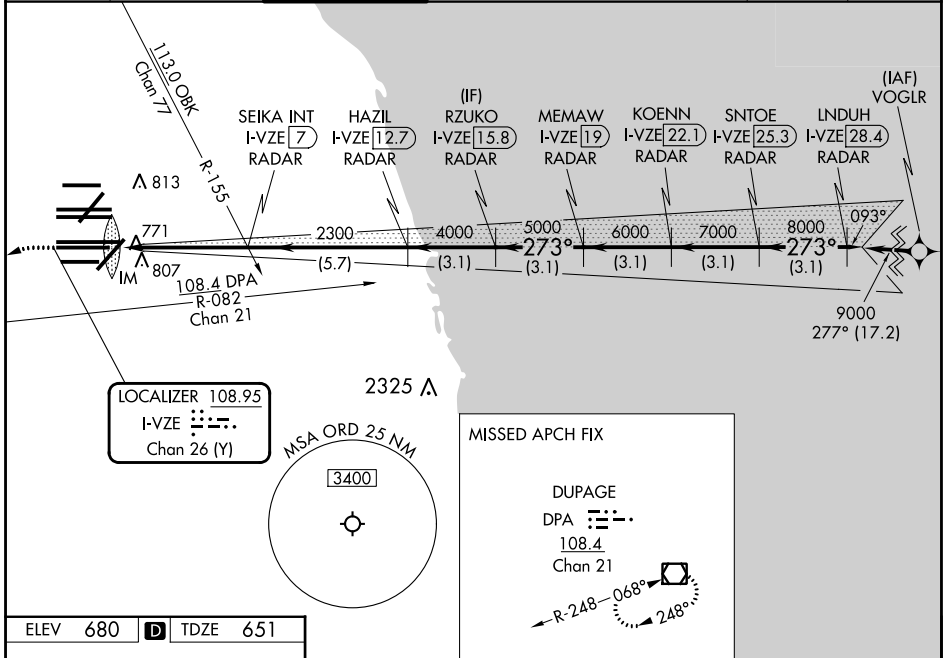 113.0 OBK
Chan 77
R-155
SEIKA INT
I-VZE 7
RADAR
HAZIL
I-VZE 12.7
RADAR
(IF)
RZUKO
I-VZE 15.8
RADAR
MEMAW
I-VZE 19
RADAR
KOENN
I-VZE 22.1
RADAR
SNTOE
I-VZE 25.3
RADAR
LNDUH
I-VZE 28.4
RADAR
(IAF)
VOGLR
813
771
807
IM
2300
4000
5000
6000
7000
8000
093°
273°
273°
(5.7)
(3.1)
(3.1)
(3.1)
(3.1)
(3.1)
9000
277° (17.2)
108.4 DPA
R-082
Chan 21
LOCALIZER 108.95
I-VZE
Chan 26 (Y)
2325
MSA ORD 25 NM
3400
MISSED APCH FIX
DUPAGE
DPA
108.4
Chan 21
R-248
068°
248°
ELEV 680 D TDZE 651